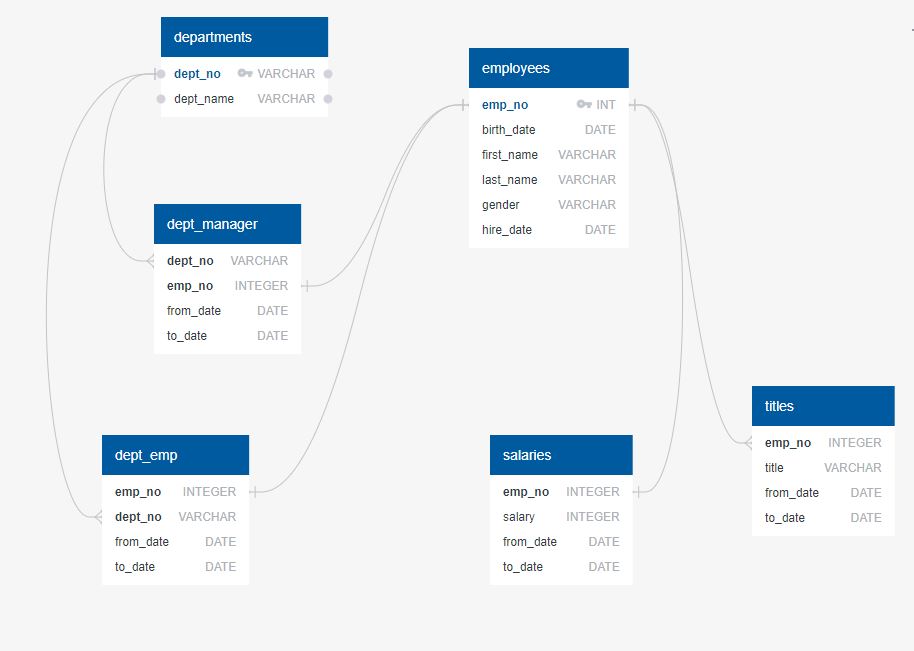 departments
dept_no VARCHAR
dept_name VARCHAR
employees
emp_no INT
birth_date DATE
first_name VARCHAR
last_name VARCHAR
gender VARCHAR
hire_date DATE
dept_manager
dept_no VARCHAR
emp_no INTEGER
from_date DATE
to_date DATE
dept_emp
emp_no INTEGER
dept_no VARCHAR
from_date DATE
to_date DATE
salaries
emp_no INTEGER
salary INTEGER
from_date DATE
to_date DATE
titles
emp_no INTEGER
title VARCHAR
from_date DATE
to_date DATE